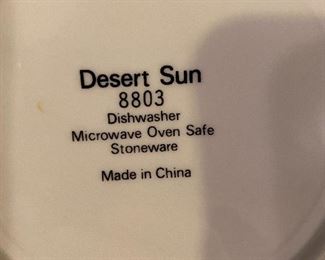 Desert Sun
8803
Dishwasher
Microwave Oven Safe
Stoneware
Made in China